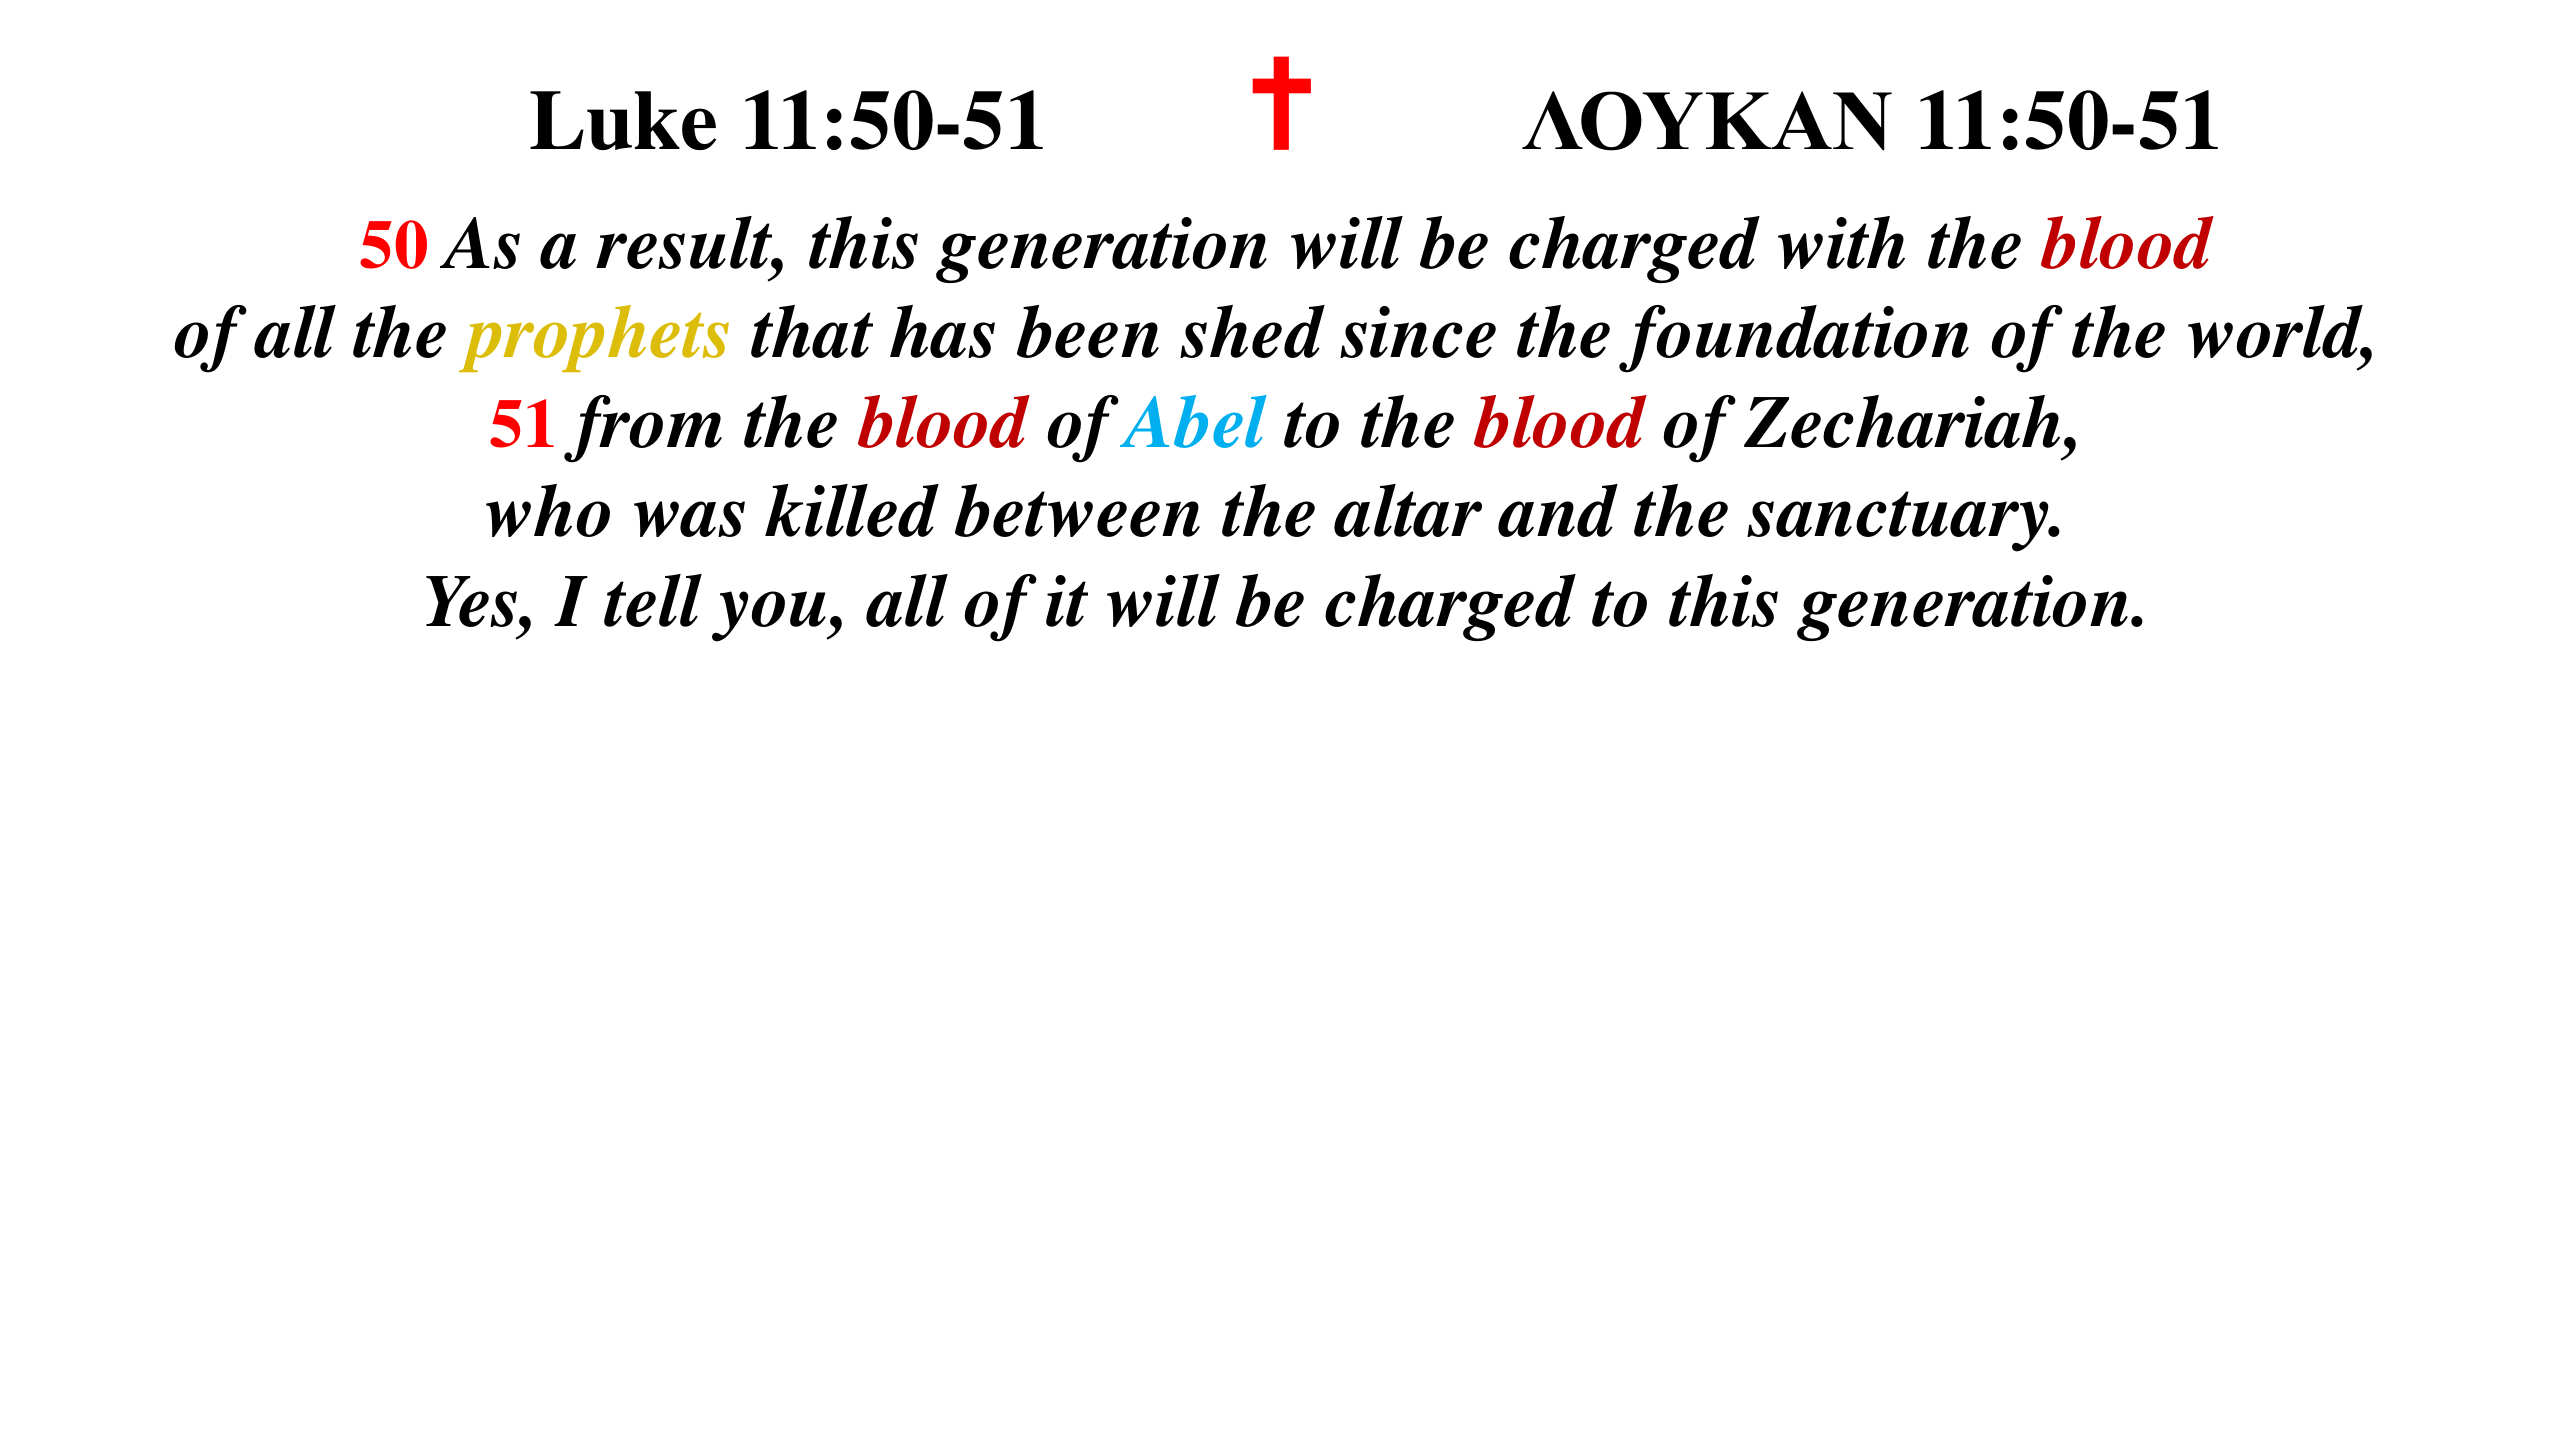 Luke 11:50-51 ✝ ΛΟΥΚΑΝ 11:50-51
50 As a result, this generation will be charged with the blood
of all the prophets that has been shed since the foundation of the world,
51 from the blood of Abel to the blood of Zechariah,
who was killed between the altar and the sanctuary.
Yes, I tell you, all of it will be charged to this generation.